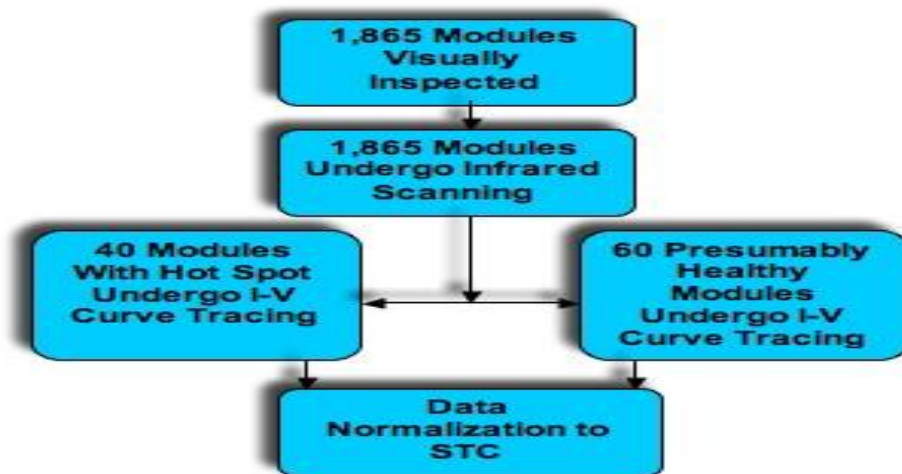 1,865 Modules
Visually
Inspected
1,865 Modules
Undergo Infrared
Scanning
40 Modules
With Hot Spot
Undergo I-V
Curve Tracing
60 Presumably
Healthy
Modules
Undergo I-V
Curve Tracing
Data
Normalization to
STC